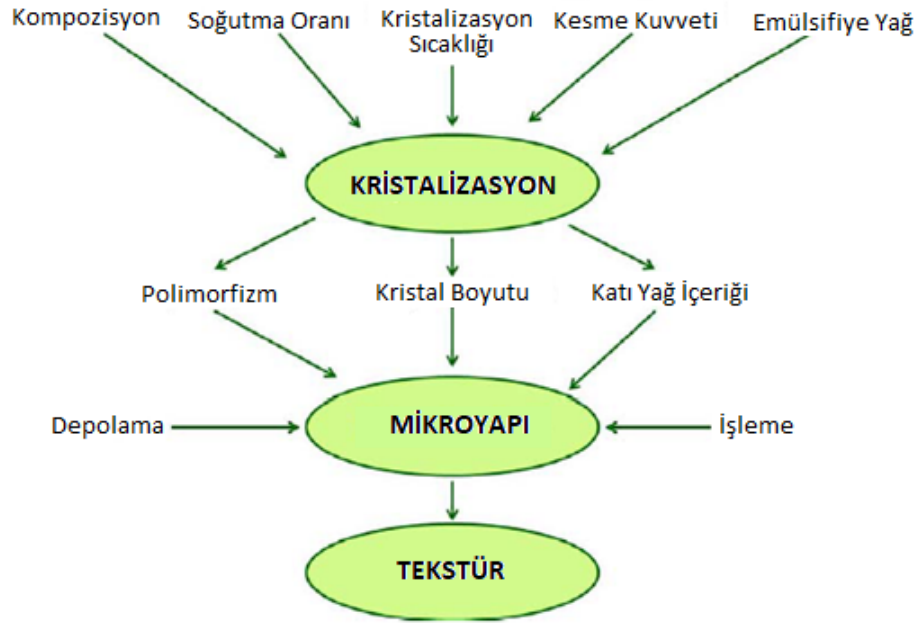 Kompozisyon
Soğutma Oranı
Kristalizasyon
Sıcaklığı
Kesme Kuvveti
Emülsifiye Yağ
KRİSTALİZASYON
Polimorfizm
Kristal Boyutu
Katı Yağ İçeriği
Depolama
MİKROYAPI
İşleme
TEKSTÜR